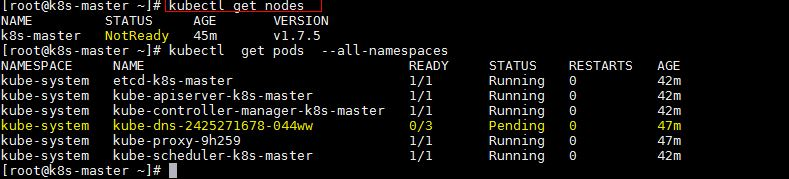 [root@k8s-master ~]# kubectl get nodes
NAME STATUS AGE VERSION
k8s-master NotReady 45m v1.7.5
[root@k8s-master ~]# kubectl get pods --all-namespaces
NAMESPACE NAME READY STATUS RESTARTS AGE
kube-system etcd-k8s-master 1/1 Running 0 42m
kube-system kube-apiserver-k8s-master 1/1 Running 0 42m
kube-system kube-controller-manager-k8s-master 1/1 Running 0 42m
kube-system kube-dns-2425271678-044ww 0/3 Pending 0 47m
kube-system kube-proxy-9h259 1/1 Running 0 47m
kube-system kube-scheduler-k8s-master 1/1 Running 0 42m
[root@k8s-master ~]#